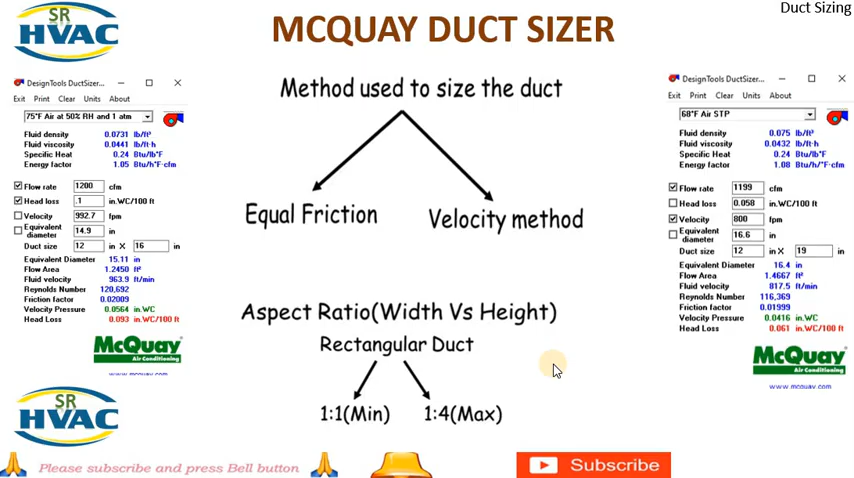 Duct Sizing
SR
HVAC
MCQUAY DUCT SIZER
DesignTools DuctSizer...
Exit Print Clear Units About
75°F Air at 50% RH and 1 atm
Fluid density 0.0731 lb/ft³
Fluid viscosity 0.0441 lb/ft·h
Specific Heat 0.24 Btu/lb°F
Energy factor 1.05 Btu/h°F·cfm
Flow rate 1200 cfm
Head loss .1 in.WC/100 ft
Velocity 992.7 fpm
Equivalent diameter 14.9 in
Duct size 12 in X 16 in
Equivalent Diameter 15.11 in
Flow Area 1.2450 ft²
Fluid velocity 963.9 ft/min
Reynolds Number 120,692
Friction factor 0.02009
Velocity Pressure 0.0564 in.WC
Head Loss 0.093 in.WC/100 ft
McQuay
Air Conditioning
www.mcquay.com
Method used to size the duct
Equal Friction
Velocity method
Aspect Ratio(Width Vs Height)
Rectangular Duct
1:1(Min) 1:4(Max)
DesignTools DuctSizer...
Exit Print Clear Units About
68°F Air STP
Fluid density 0.075 lb/ft³
Fluid viscosity 0.0432 lb/ft·h
Specific Heat 0.24 Btu/lb°F
Energy factor 1.08 Btu/h°F·cfm
Flow rate 1199 cfm
Head loss 0.058 in.WC/100 ft
Velocity 800 fpm
Equivalent diameter 16.6 in
Duct size 12 in X 19 in
Equivalent Diameter 16.4 in
Flow Area 1.4667 ft²
Fluid velocity 817.5 ft/min
Reynolds Number 116,369
Friction factor 0.01999
Velocity Pressure 0.0416 in.WC
Head Loss 0.061 in.WC/100 ft
McQuay
Air Conditioning
www.mcquay.com
SR
HVAC
Please subscribe and press Bell button
Subscribe